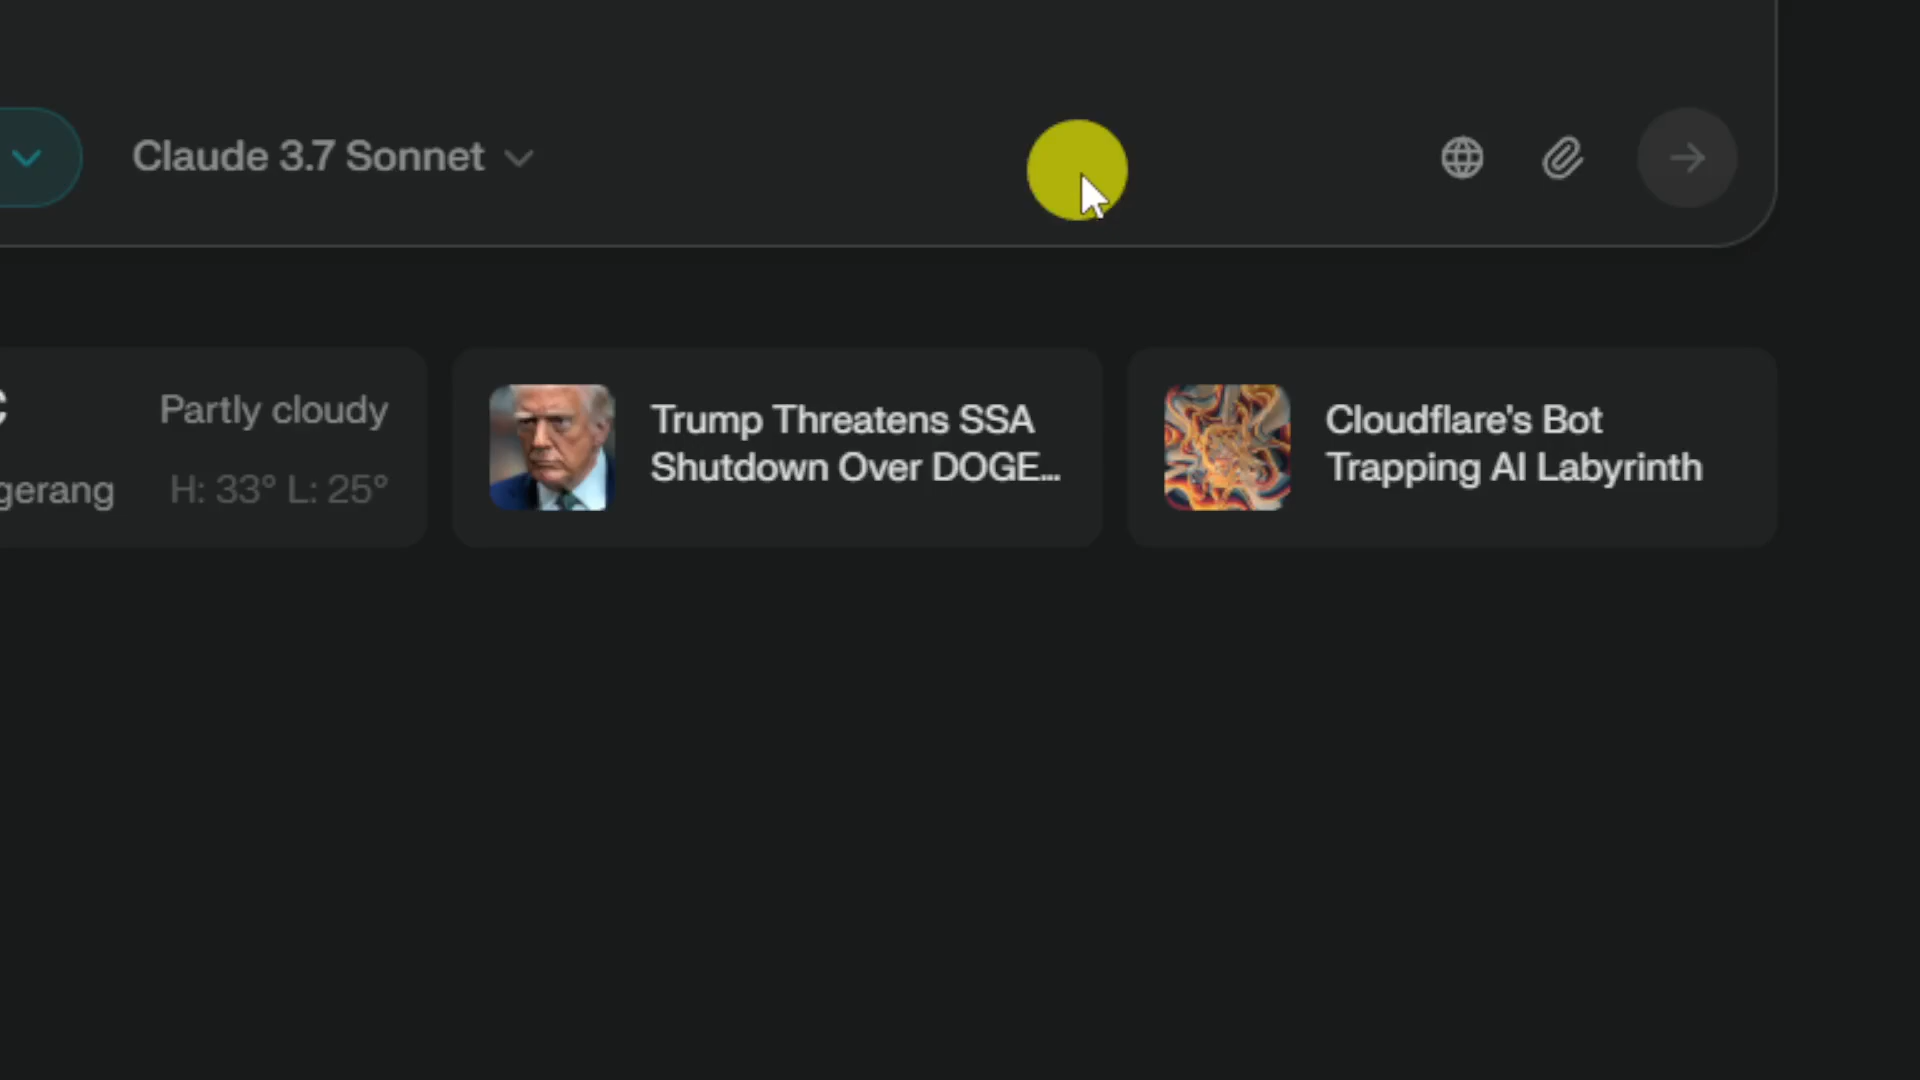 Claude 3.7 Sonnet
Partly cloudy
gerang H: 33° L: 25°
Trump Threatens SSA
Shutdown Over DOGE...
Cloudflare's Bot
Trapping AI Labyrinth